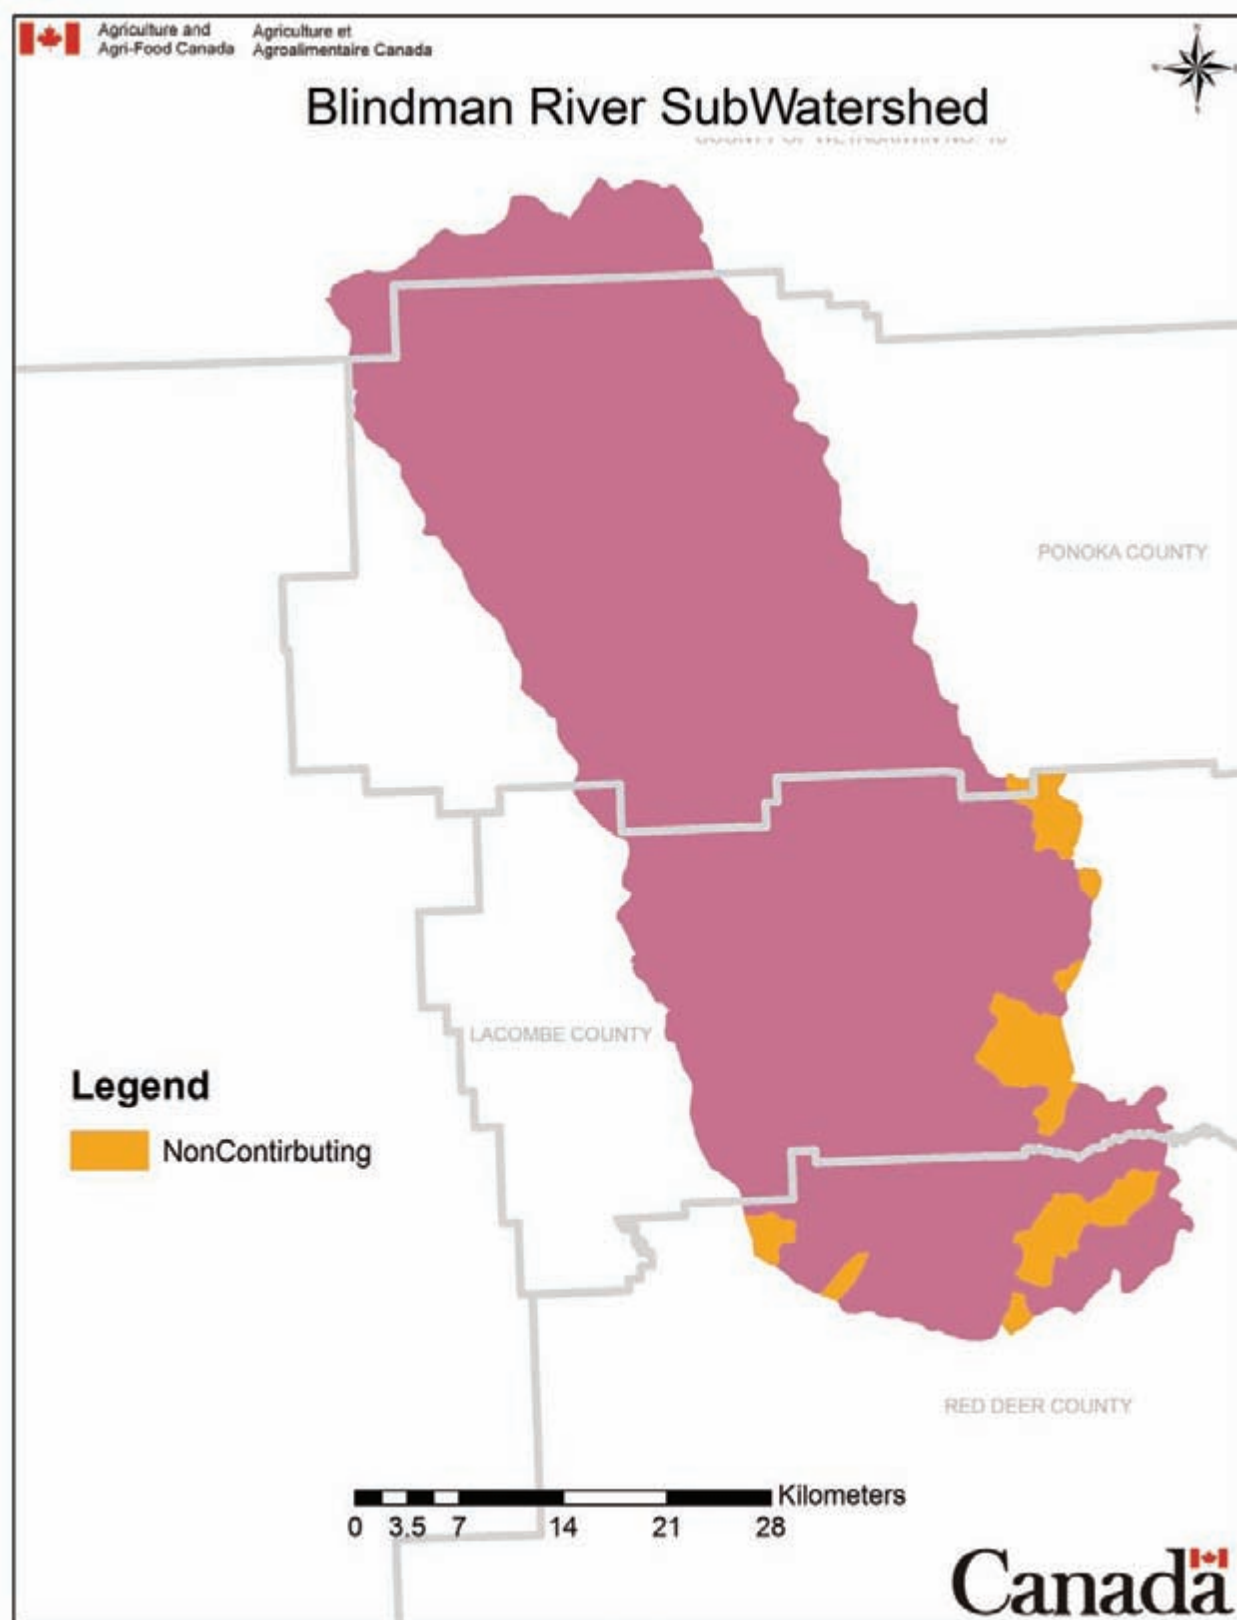 Agriculture and Agriculture et
Agri-Food Canada Agroalimentaire Canada
Blindman River SubWatershed
PONOKA COUNTY
LACOMBE COUNTY
Legend
NonContirbuting
RED DEER COUNTY
Kilometers
0 3.5 7 14 21 28
Canada